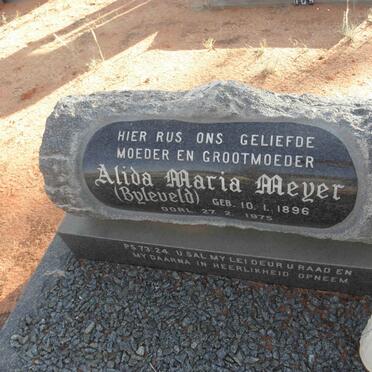 HIER RUS ONS GELIEFDE
MOEDER EN GROOTMOEDER
Alida Maria Meyer
(Byleveld) GEB. 10. 1. 1896
OORL. 27. 2. 1975
PS.73:24. U SAL MY LEI DEUR U RAAD EN
MY DAARNA IN HEERLIKHEID OPNEEM